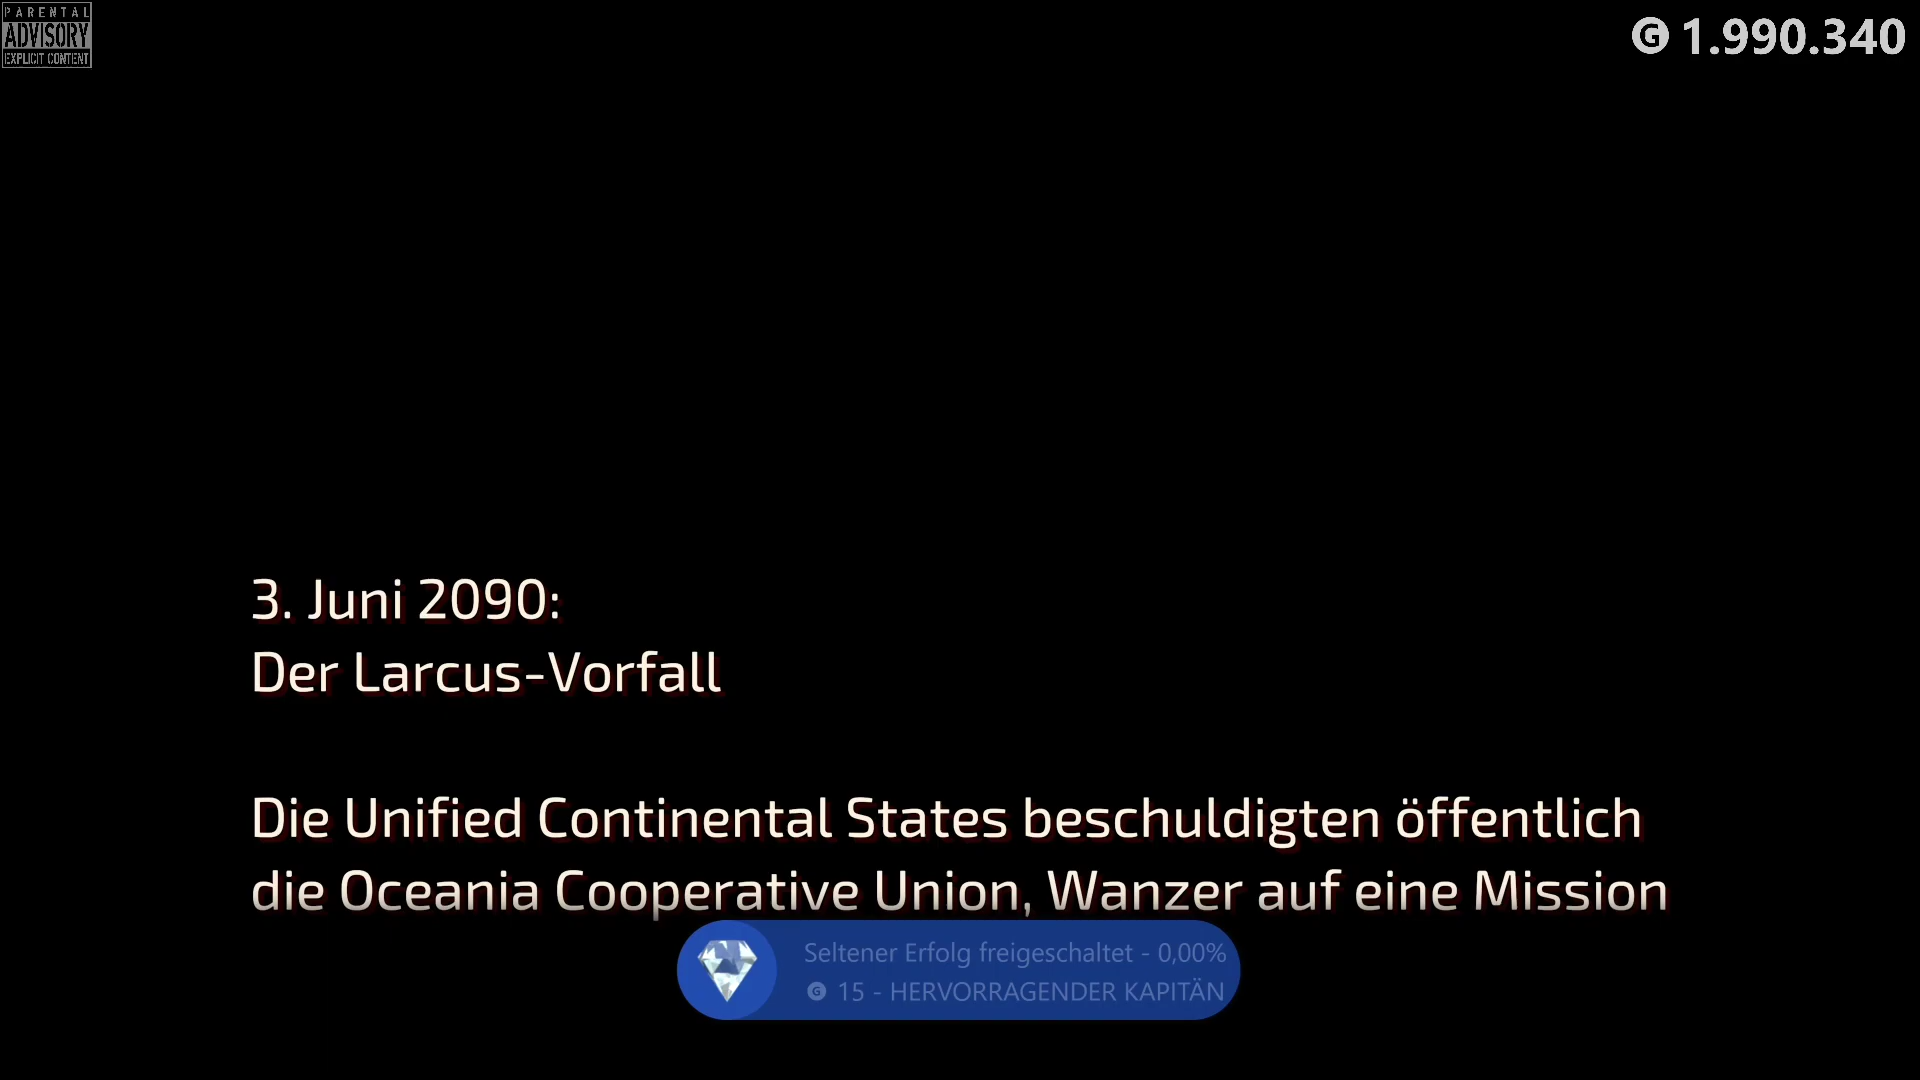 PARENTAL
ADVISORY
EXPLICIT CONTENT
G 1.990.340
3. Juni 2090:
Der Larcus-Vorfall
Die Unified Continental States beschuldigten öffentlich
die Oceania Cooperative Union, Wanzer auf eine Mission
Seltener Erfolg freigeschaltet - 0,00%
G 15 - HERVORRAGENDER KAPITÄN